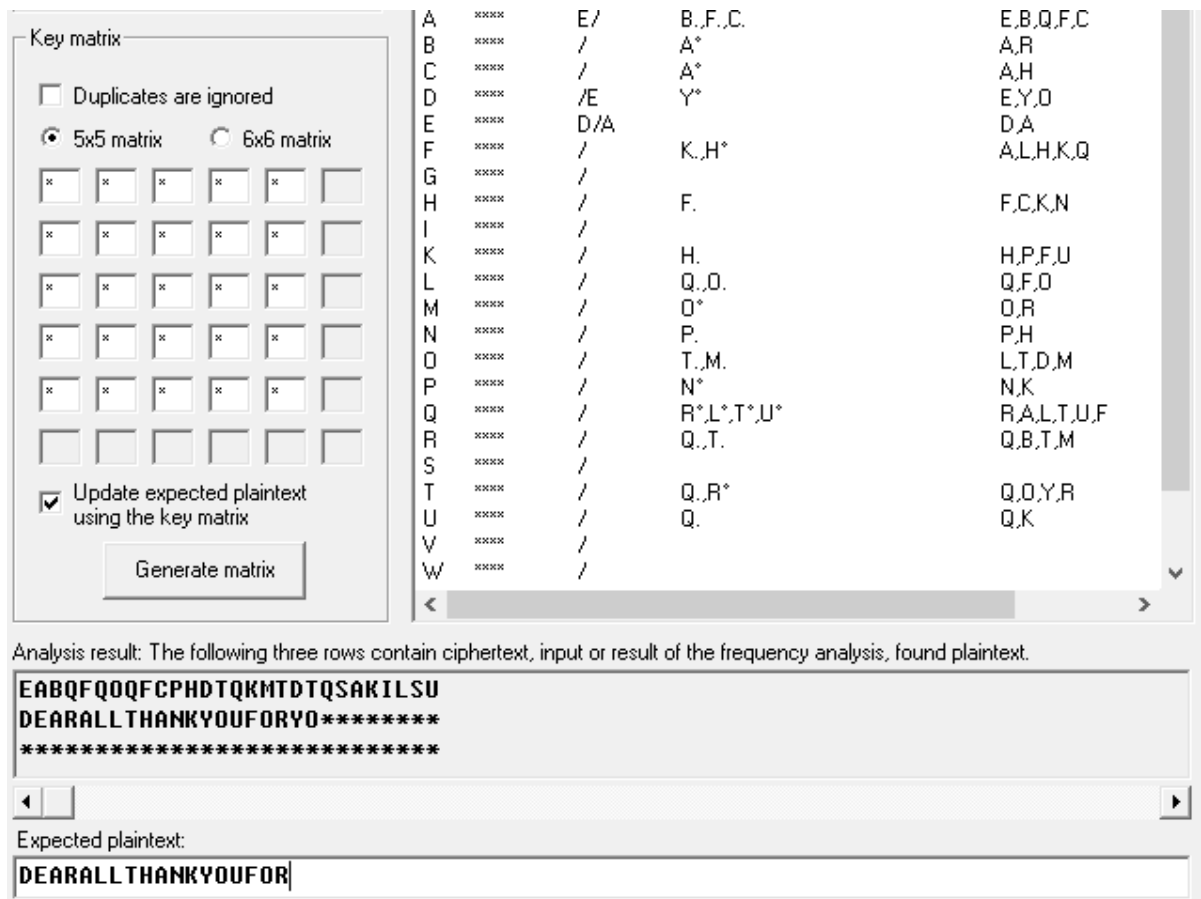 Key matrix
Duplicates are ignored
5x5 matrix 6x6 matrix
* * * * *
* * * * *
* * * * *
* * * * *
* * * * *
Update expected plaintext
using the key matrix
Generate matrix
A **** E/ B.,F.,C. E,B,Q,F,C
B **** / A* A,R
C **** / A* A,H
D **** /E Y* E,Y,O
E **** D/A D,A
F **** / K.,H* A,L,H,K,Q
G **** /
H **** / F. F,C,K,N
I **** /
K **** / H. H,P,F,U
L **** / Q.,O. Q,F,O
M **** / O* O,R
N **** / P. P,H
O **** / T.,M. L,T,D,M
P **** / N* N,K
Q **** / R*,L*,T*,U* R,A,L,T,U,F
R **** / Q.,T. Q,B,T,M
S **** /
T **** / Q.,R* Q,O,Y,R
U **** / Q. Q,K
V **** /
W **** /
Analysis result: The following three rows contain ciphertext, input or result of the frequency analysis, found plaintext.
EABQFQOQFCPHDTQKMTDTQSAKILSU
DEARALLTHANKYOUFORYO********
****************************
Expected plaintext:
DEARALLTHANKYOUFOR